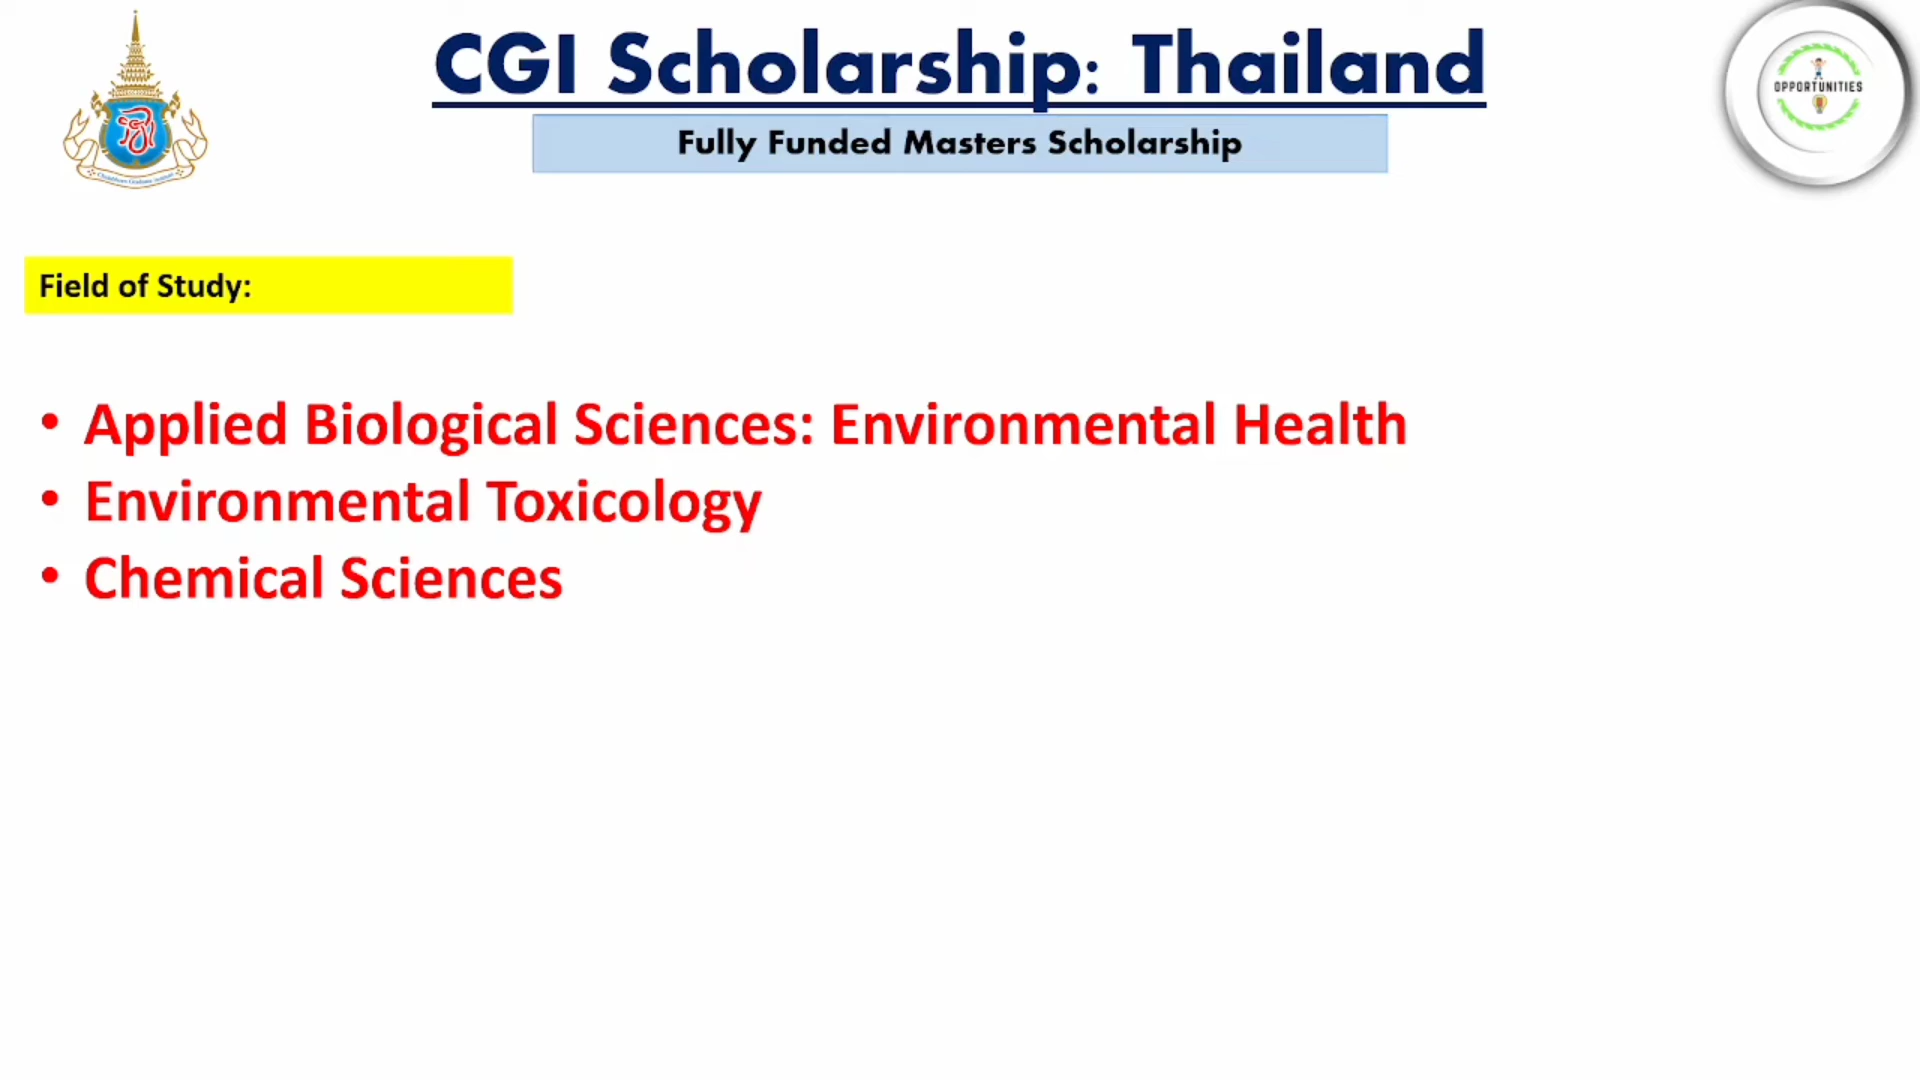 CGI Scholarship: Thailand
Fully Funded Masters Scholarship
OPPORTUNITIES
Field of Study:
• Applied Biological Sciences: Environmental Health
• Environmental Toxicology
• Chemical Sciences